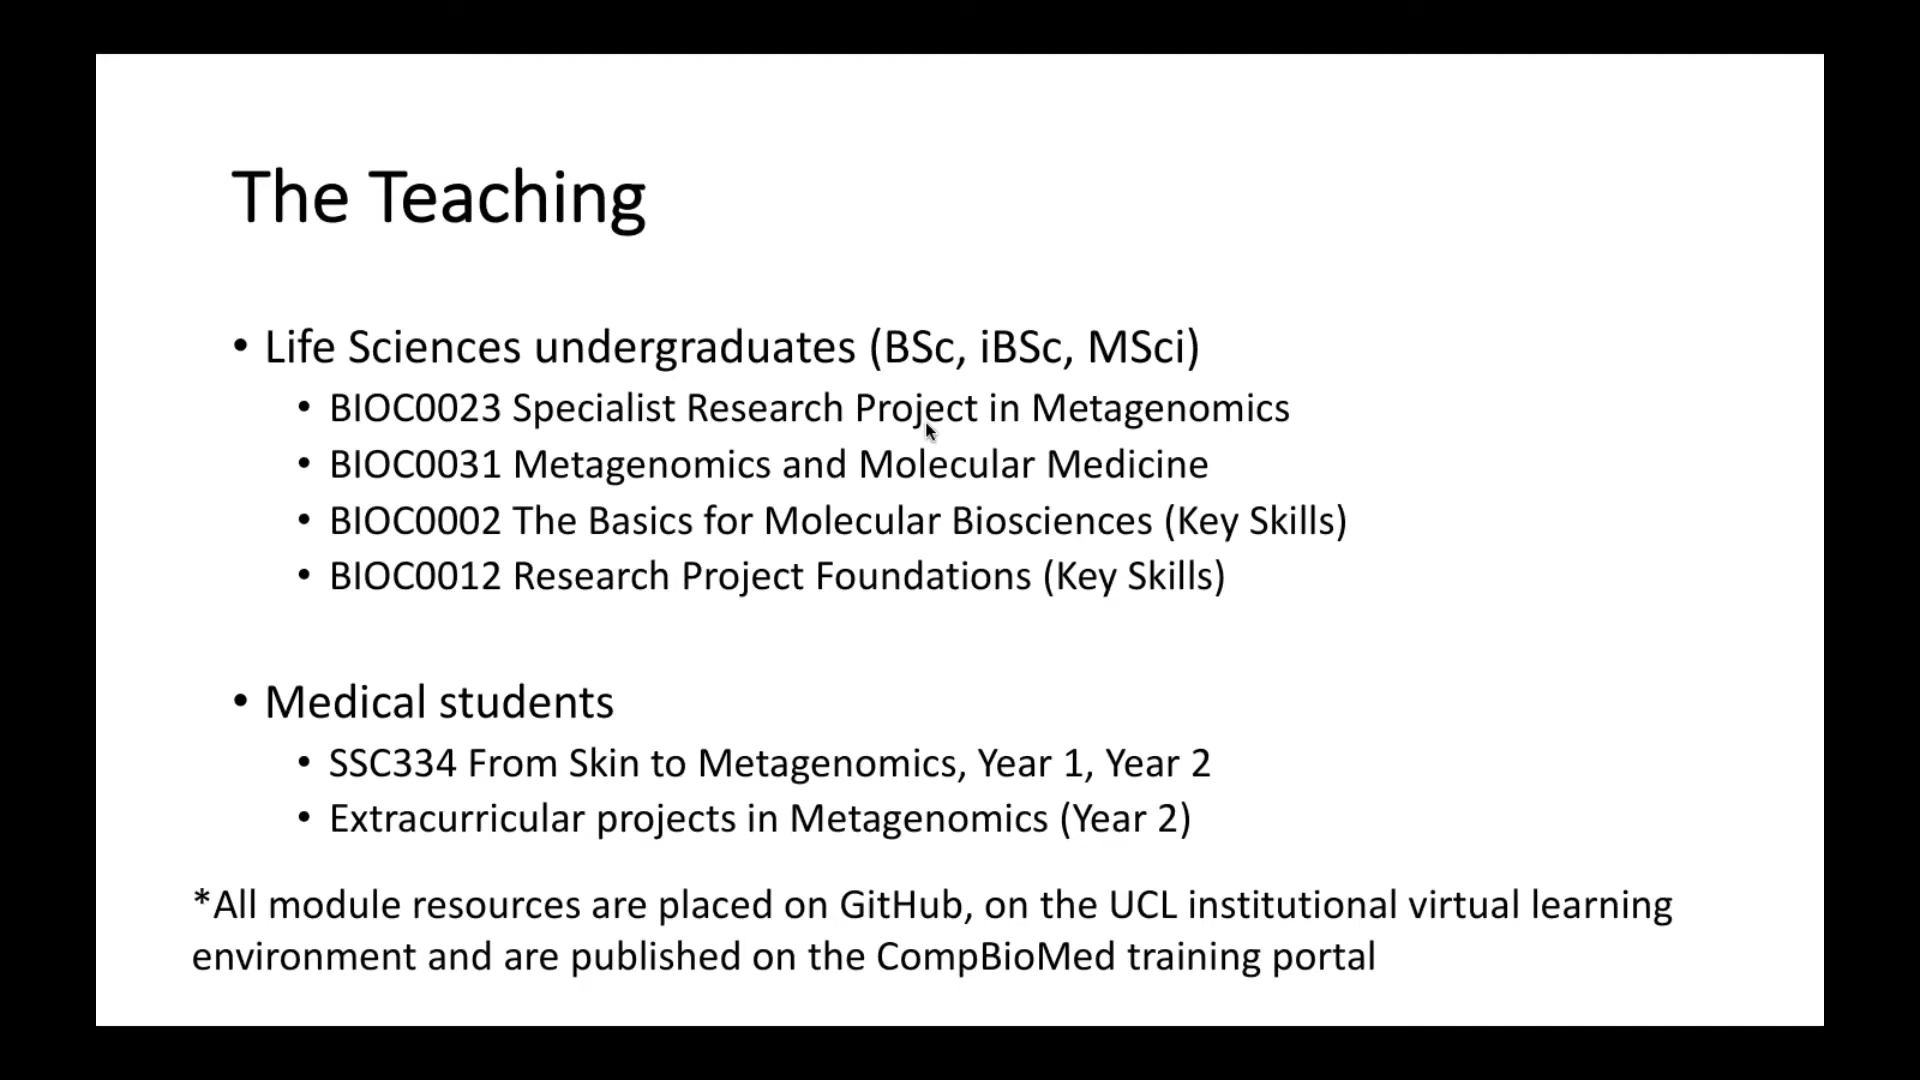 The Teaching
• Life Sciences undergraduates (BSc, iBSc, MSci)
• BIOC0023 Specialist Research Project in Metagenomics
• BIOC0031 Metagenomics and Molecular Medicine
• BIOC0002 The Basics for Molecular Biosciences (Key Skills)
• BIOC0012 Research Project Foundations (Key Skills)
• Medical students
• SSC334 From Skin to Metagenomics, Year 1, Year 2
• Extracurricular projects in Metagenomics (Year 2)
*All module resources are placed on GitHub, on the UCL institutional virtual learning
environment and are published on the CompBioMed training portal